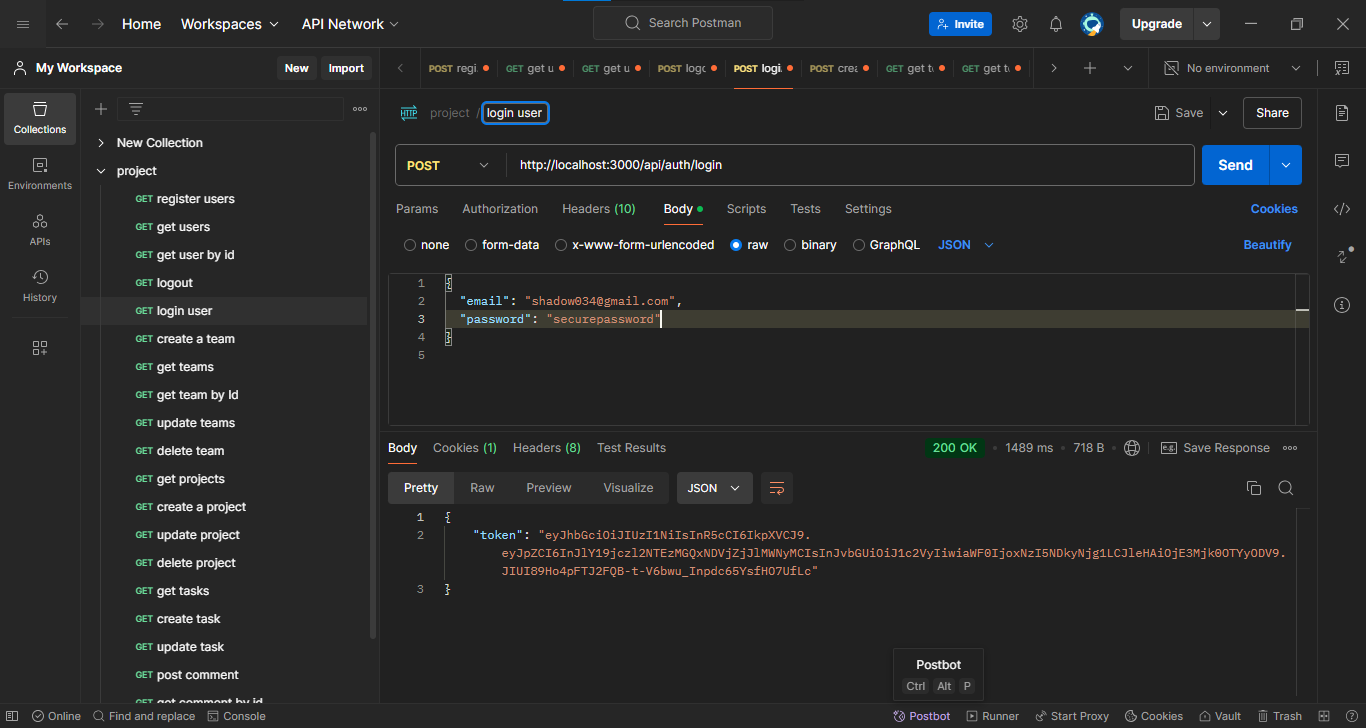 Home Workspaces API Network Search Postman Invite Upgrade
My Workspace New Import
POST regi GET get u GET get u POST logo POST logi POST crea GET get t GET get t No environment
Collections
Environments
APIs
History
New Collection
project
GET register users
GET get users
GET get user by id
GET logout
GET login user
GET create a team
GET get teams
GET get team by Id
GET update teams
GET delete team
GET get projects
GET create a project
GET update project
GET delete project
GET get tasks
GET create task
GET update task
GET post comment
GET get comment by id
HTTP project / login user Save Share
POST http://localhost:3000/api/auth/login Send
Params Authorization Headers (10) Body Scripts Tests Settings Cookies
none form-data x-www-form-urlencoded raw binary GraphQL JSON Beautify
1 {
2 "email": "shadow034@gmail.com",
3 "password": "securepassword"
4 }
5
Body Cookies (1) Headers (8) Test Results 200 OK 1489 ms 718 B e.g. Save Response
Pretty Raw Preview Visualize JSON
1 {
2 "token": "eyJhbGciOiJIUzI1NiIsInR5cCI6IkpXVCJ9.
eyJpZCI6InJlY19jczl2NTEzMGQxNDVjZjJlMWNyMCIsInJvbGUiOiJ1c2VyIiwiaWF0IjoxNzI5NDkyNjg1LCJleHAiOjE3Mjk0OTYyODV9.
JIUI89Ho4pFTJ2FQB-t-V6bwu_Inpdc65YsfHO7UfLc"
3 }
Postbot
Ctrl Alt P
Online Find and replace Console Postbot Runner Start Proxy Cookies Vault Trash